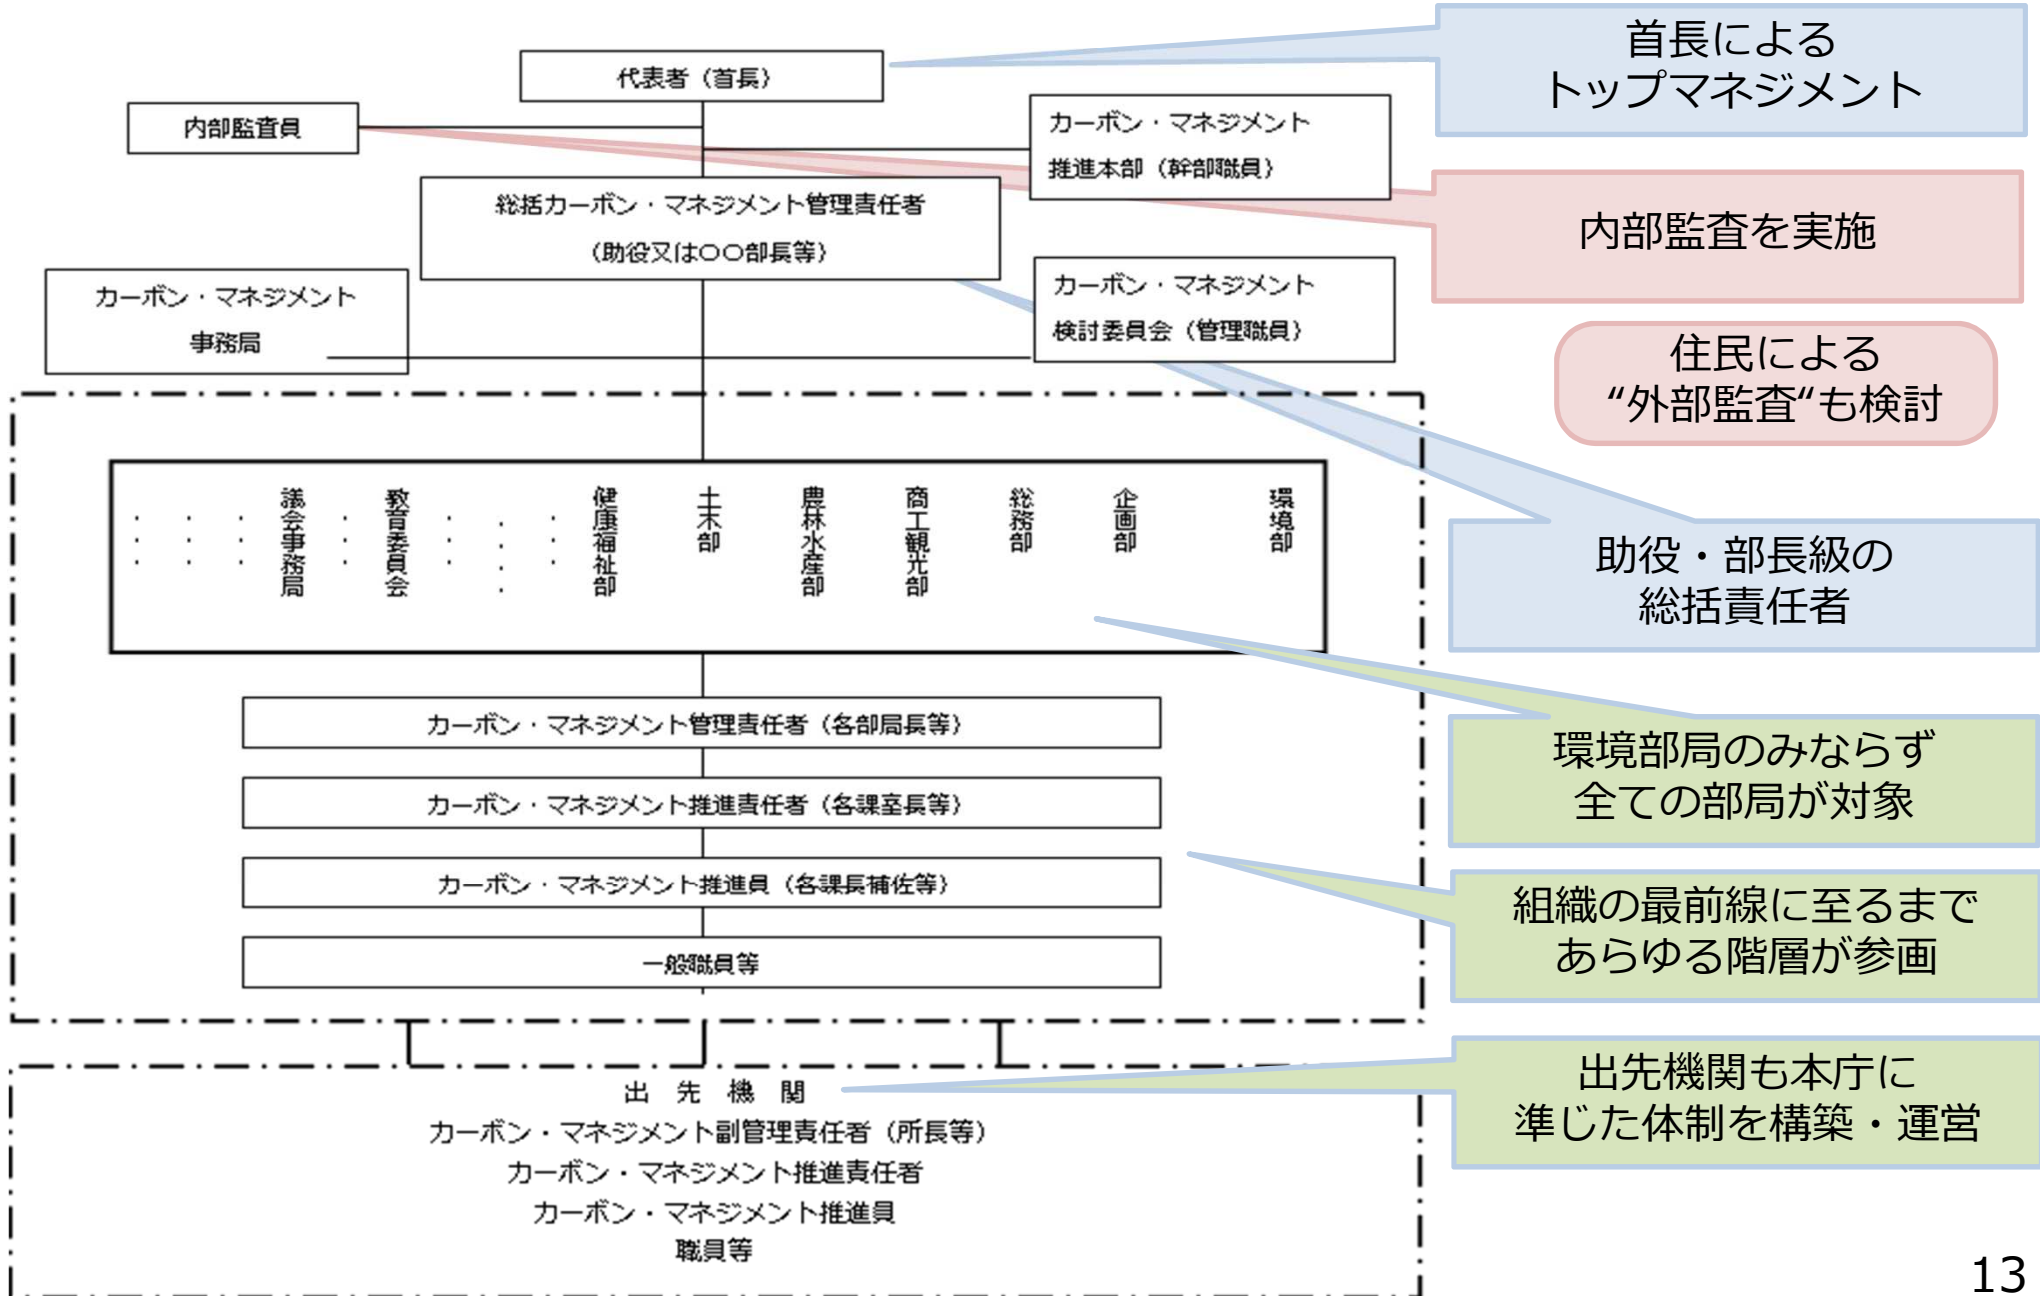 代表者（首長）
内部監査員
カーボン・マネジメント
推進本部（幹部職員）
総括カーボン・マネジメント管理責任者
（助役又は〇〇部長等）
カーボン・マネジメント
事務局
カーボン・マネジメント
検討委員会（管理職員）
議会事務局
教育委員会
健康福祉部
土木部
農林水産部
商工観光部
総務部
企画部
環境部
カーボン・マネジメント管理責任者（各部局長等）
カーボン・マネジメント推進責任者（各課室長等）
カーボン・マネジメント推進員（各課長補佐等）
一般職員等
出 先 機 関
カーボン・マネジメント副管理責任者（所長等）
カーボン・マネジメント推進責任者
カーボン・マネジメント推進員
職員等
首長による
トップマネジメント
内部監査を実施
住民による
“外部監査“も検討
助役・部長級の
総括責任者
環境部局のみならず
全ての部局が対象
組織の最前線に至るまで
あらゆる階層が参画
出先機関も本庁に
準じた体制を構築・運営
13